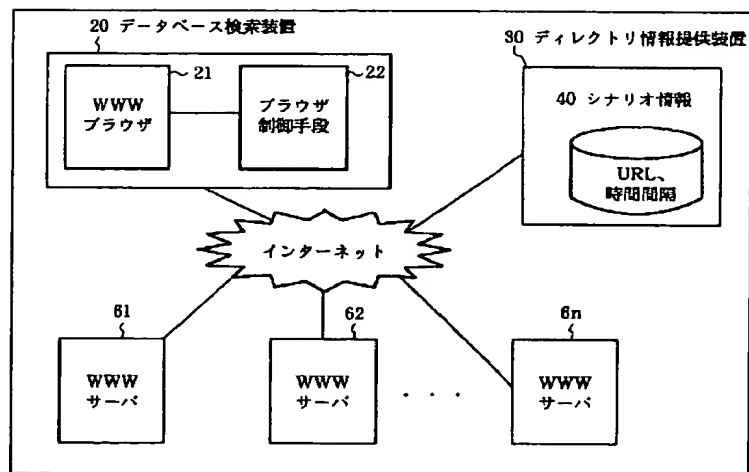 20 データベース検索装置
21
22
WWW
ブラウザ
ブラウザ
制御手段
30 ディレクトリ情報提供装置
40 シナリオ情報
URL、
時間間隔
インターネット
61
62
6n
WWW
サーバ
WWW
サーバ
・・・
WWW
サーバ